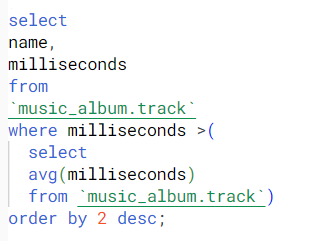 select
name,
milliseconds
from
`music_album.track`
where milliseconds >(
select
avg(milliseconds)
from `music_album.track`)
order by 2 desc;